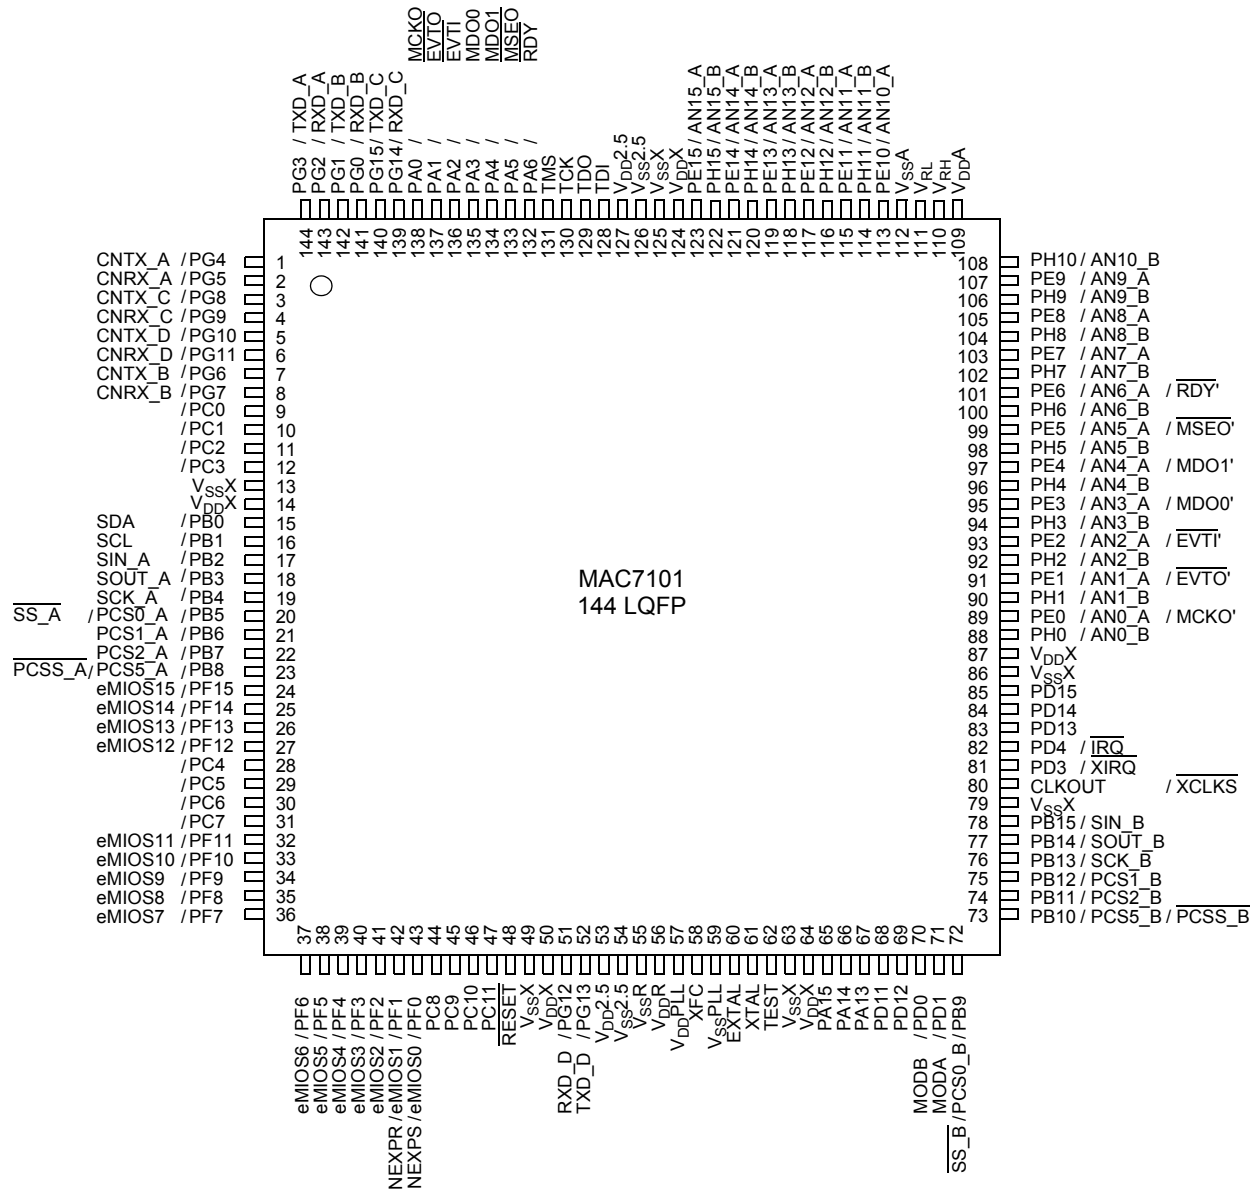 MCKO
EVTO
EVTI
MDO0
MDO1
MSEO
RDY
PG3 / TXD_A
PG2 / RXD_A
PG1 / TXD_B
PG0 / RXD_B
PG15/ TXD_C
PG14/ RXD_C
PA0 /
PA1 /
PA2 /
PA3 /
PA4 /
PA5 /
PA6 /
TMS
TCK
TDO
TDI
VDD2.5
VSS2.5
VSSX
VDDX
PE15 / AN15_A
PH15 / AN15_B
PE14 / AN14_A
PH14 / AN14_B
PE13 / AN13_A
PH13 / AN13_B
PE12 / AN12_A
PH12 / AN12_B
PE11 / AN11_A
PH11 / AN11_B
PE10 / AN10_A
VSSA
VRL
VRH
VDDA
144 143 142 141 140 139 138 137 136 135 134 133 132 131 130 129 128 127 126 125 124 123 122 121 120 119 118 117 116 115 114 113 112 111 110 109
CNTX_A / PG4 1
CNRX_A / PG5 2
CNTX_C / PG8 3
CNRX_C / PG9 4
CNTX_D / PG10 5
CNRX_D / PG11 6
CNTX_B / PG6 7
CNRX_B / PG7 8
/ PC0 9
/ PC1 10
/ PC2 11
/ PC3 12
VSSX 13
VDDX 14
SDA / PB0 15
SCL / PB1 16
SIN_A / PB2 17
SOUT_A / PB3 18
SCK_A / PB4 19
SS_A / PCS0_A / PB5 20
PCS1_A / PB6 21
PCS2_A / PB7 22
PCSS_A / PCS5_A / PB8 23
eMIOS15 / PF15 24
eMIOS14 / PF14 25
eMIOS13 / PF13 26
eMIOS12 / PF12 27
/ PC4 28
/ PC5 29
/ PC6 30
/ PC7 31
eMIOS11 / PF11 32
eMIOS10 / PF10 33
eMIOS9 / PF9 34
eMIOS8 / PF8 35
eMIOS7 / PF7 36
MAC7101
144 LQFP
108 PH10 / AN10_B
107 PE9 / AN9_A
106 PH9 / AN9_B
105 PE8 / AN8_A
104 PH8 / AN8_B
103 PE7 / AN7_A
102 PH7 / AN7_B
101 PE6 / AN6_A / RDY'
100 PH6 / AN6_B
99 PE5 / AN5_A / MSEO'
98 PH5 / AN5_B
97 PE4 / AN4_A / MDO1'
96 PH4 / AN4_B
95 PE3 / AN3_A / MDO0'
94 PH3 / AN3_B
93 PE2 / AN2_A / EVTI'
92 PH2 / AN2_B
91 PE1 / AN1_A / EVTO'
90 PH1 / AN1_B
89 PE0 / AN0_A / MCKO'
88 PH0 / AN0_B
87 VDDX
86 VSSX
85 PD15
84 PD14
83 PD13
82 PD4 / IRQ
81 PD3 / XIRQ
80 CLKOUT / XCLKS
79 VSSX
78 PB15 / SIN_B
77 PB14 / SOUT_B
76 PB13 / SCK_B
75 PB12 / PCS1_B
74 PB11 / PCS2_B
73 PB10 / PCS5_B / PCSS_B
37 38 39 40 41 42 43 44 45 46 47 48 49 50 51 52 53 54 55 56 57 58 59 60 61 62 63 64 65 66 67 68 69 70 71 72
eMIOS6 / PF6
eMIOS5 / PF5
eMIOS4 / PF4
eMIOS3 / PF3
eMIOS2 / PF2
NEXPR / eMIOS1 / PF1
NEXPS / eMIOS0 / PF0
PC8
PC9
PC10
PC11
RESET
VSSX
VDDX
RXD_D / PG12
TXD_D / PG13
VDD2.5
VSS2.5
VSSR
VDDR
VDDPLL
XFC
VSSPLL
EXTAL
XTAL
TEST
VSSX
VDDX
PA15
PA14
PA13
PD11
PD12
MODB / PD0
MODA / PD1
SS_B / PCS0_B / PB9